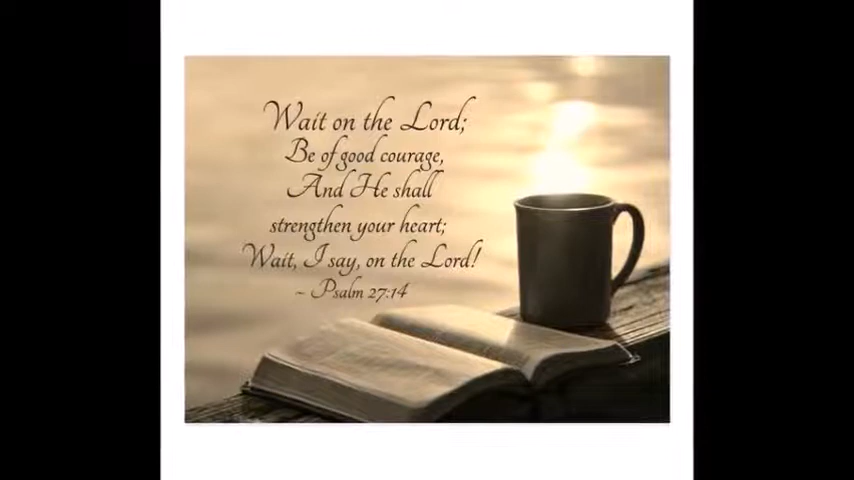 Wait on the Lord;
Be of good courage,
And He shall
strengthen your heart;
Wait, I say, on the Lord!
~ Psalm 27:14